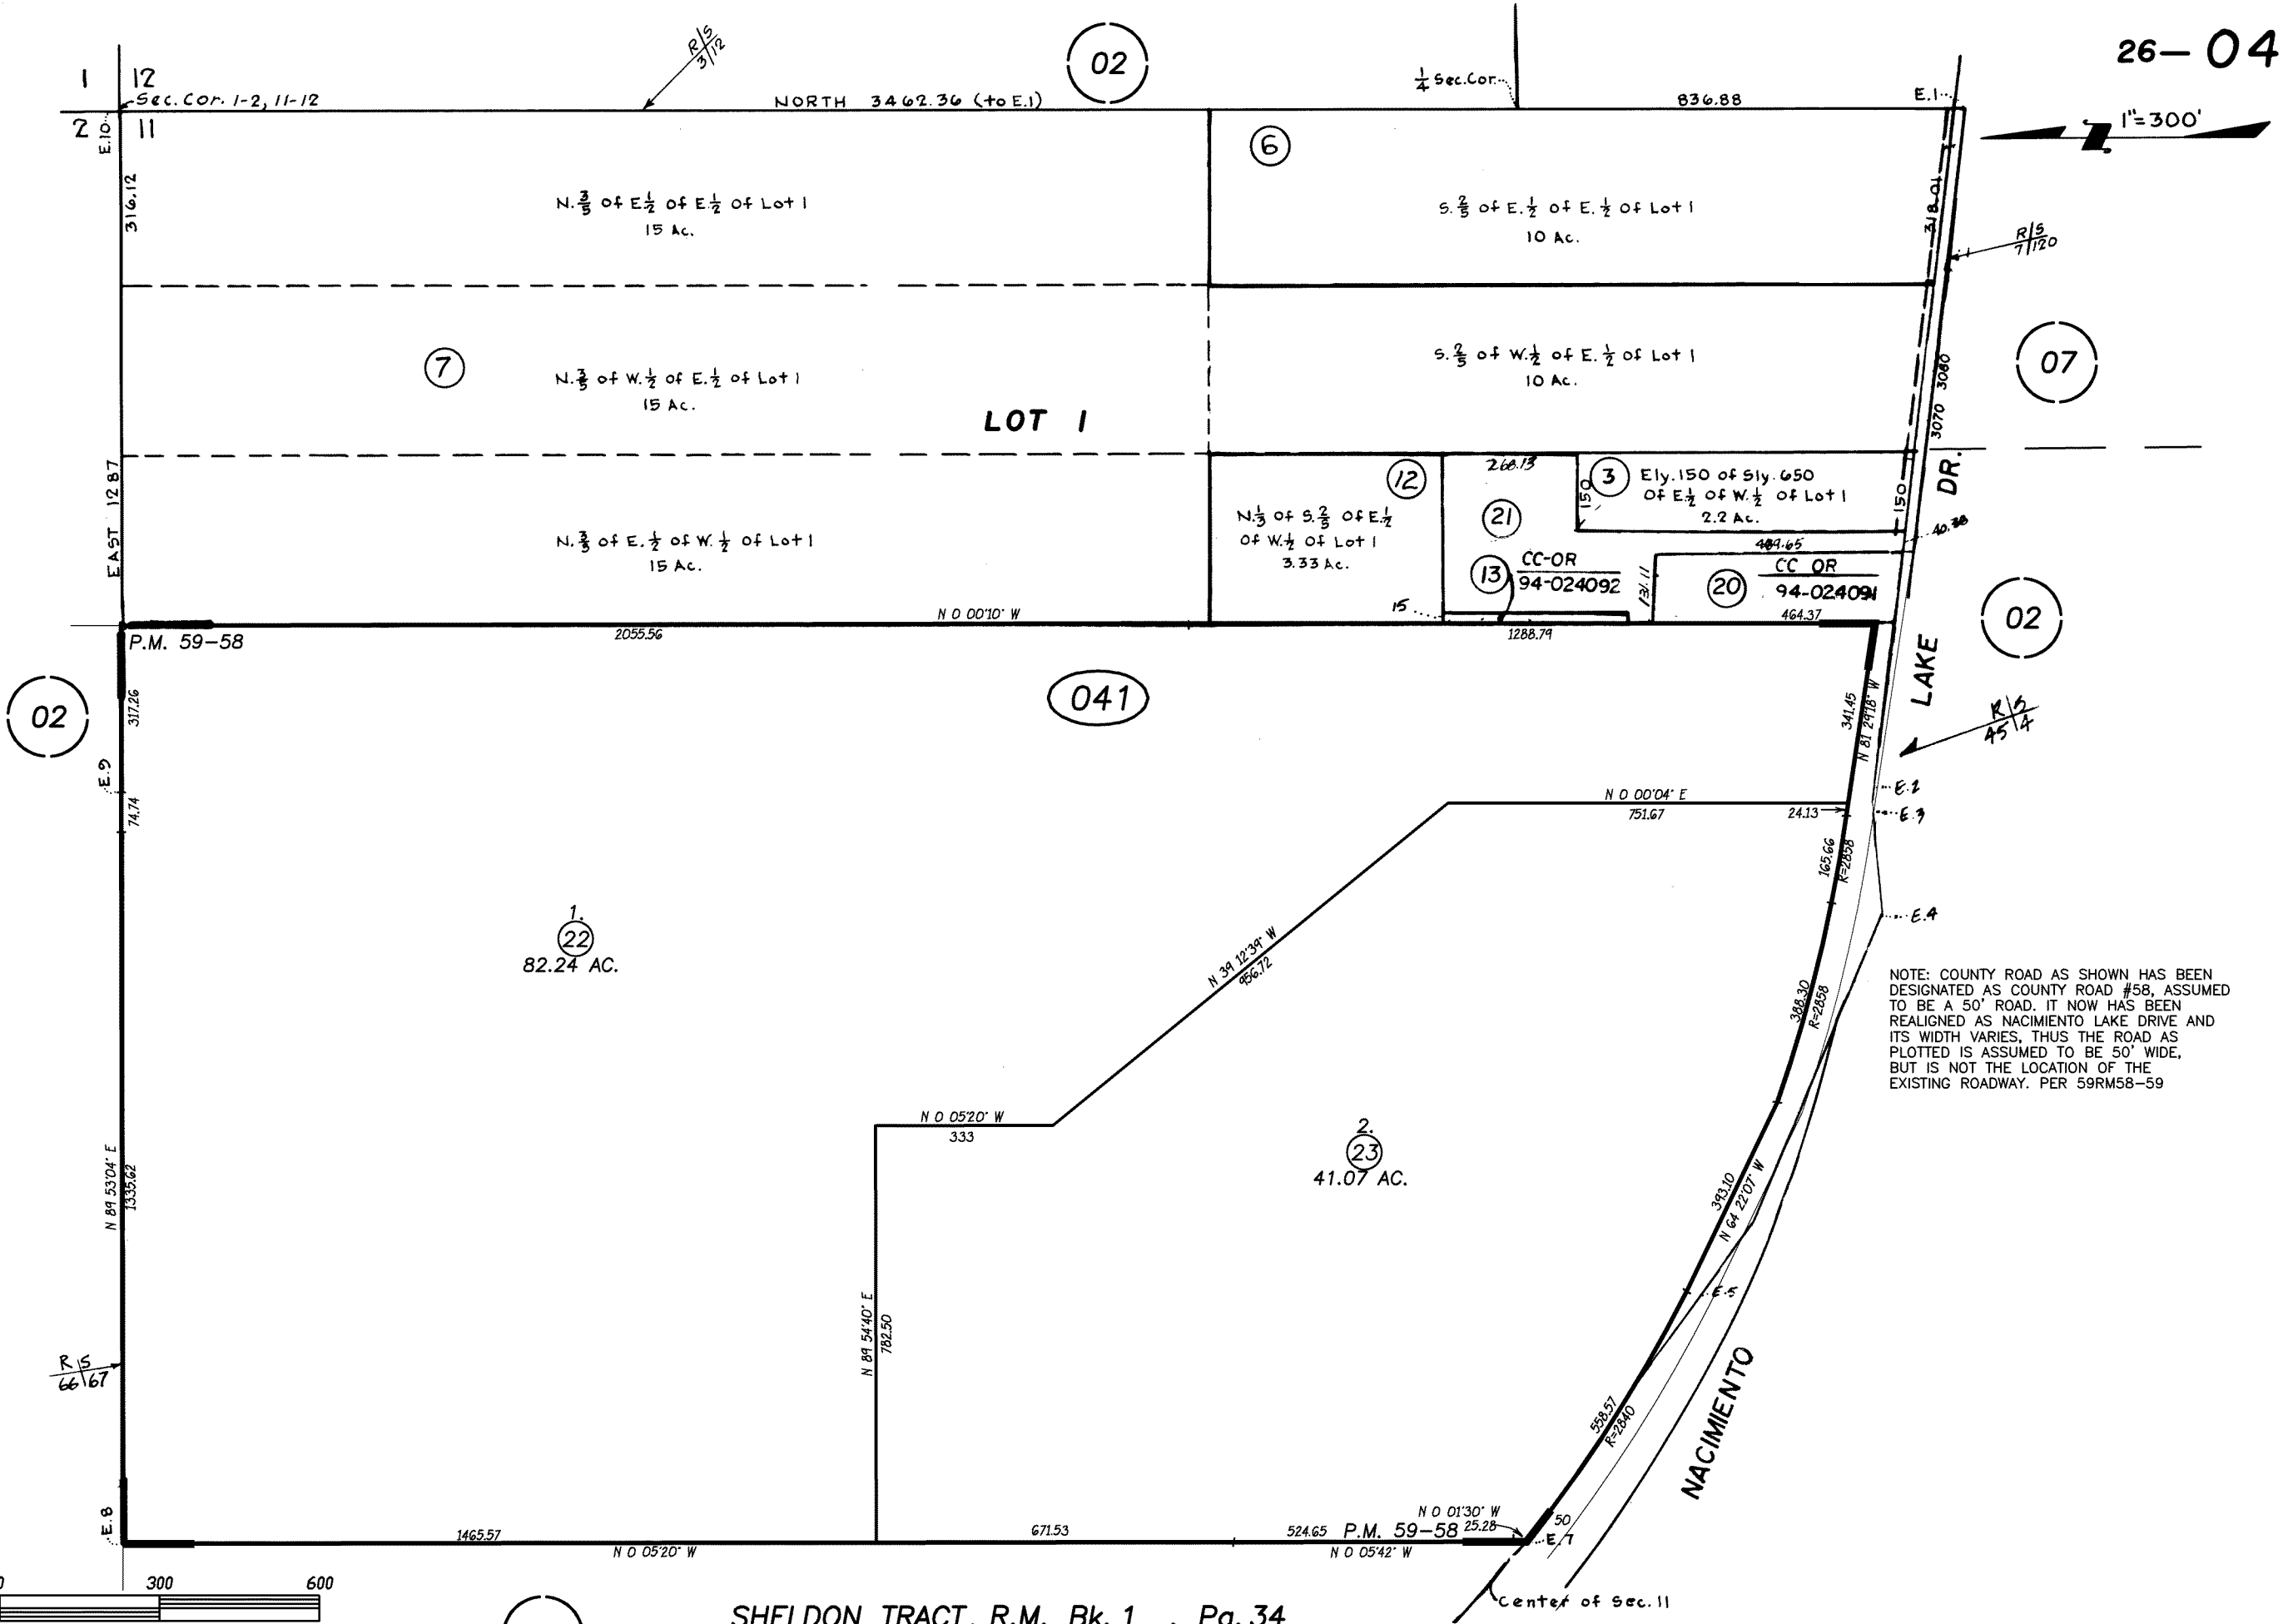 26-04
1"=300'
02
R/S 3/12
1 12
Sec. Cor. 1-2, 11-12
2 11
E.10
NORTH 3462.36 (to E.1)
1/4 Sec.Cor.
836.88
E.1
6
316.12
N. 3/5 of E 1/2 of E 1/2 of Lot 1
15 Ac.
S. 2/5 of E. 1/2 of E. 1/2 of Lot 1
10 Ac.
318.01
R/S 7/120
7
N. 3/5 of W. 1/2 of E. 1/2 of Lot 1
15 Ac.
S. 2/5 of W. 1/2 of E. 1/2 of Lot 1
10 Ac.
LOT 1
3070 3080
07
EAST 1287
N. 3/5 of E. 1/2 of W. 1/2 of Lot 1
15 Ac.
12
N. 1/3 of S. 2/5 of E 1/2
of W. 1/2 of Lot 1
3.33 Ac.
268.13
150
3
Ely. 150 of Sly. 650
of E 1/2 of W. 1/2 of Lot 1
2.2 Ac.
150
DR.
40.38
21
13
CC-OR
94-024092
15
131.11
489.65
20
CC OR
94-024091
464.37
02
N 0 00'10" W
2055.56
1288.79
P.M. 59-58
041
02
317.26
E.9
74.74
LAKE
R/S 45/4
341.45
N 81 29'18" W
E.2
E.3
N 0 00'04" E
751.67
24.13
165.66
R=2858
E.4
1.
22
82.24 AC.
N 39 12'39" W
956.72
388.30
R=2858
NOTE: COUNTY ROAD AS SHOWN HAS BEEN
DESIGNATED AS COUNTY ROAD #58, ASSUMED
TO BE A 50' ROAD. IT NOW HAS BEEN
REALIGNED AS NACIMIENTO LAKE DRIVE AND
ITS WIDTH VARIES, THUS THE ROAD AS
PLOTTED IS ASSUMED TO BE 50' WIDE,
BUT IS NOT THE LOCATION OF THE
EXISTING ROADWAY. PER 59RM58-59
N 0 05'20" W
333
2.
23
41.07 AC.
N 89 53'04" E
1335.62
393.10
N 64 22'07" W
E.5
N 89 54'40" E
782.50
R S
66 67
558.57
R=2840
NACIMIENTO
E.8
1465.57
N 0 05'20" W
671.53
524.65
P.M. 59-58
N 0 01'30" W
25.28
N 0 05'42" W
50
E.7
Center of Sec. 11
0 300 600
SHELDON TRACT, R.M. Bk. 1 , Pg. 34